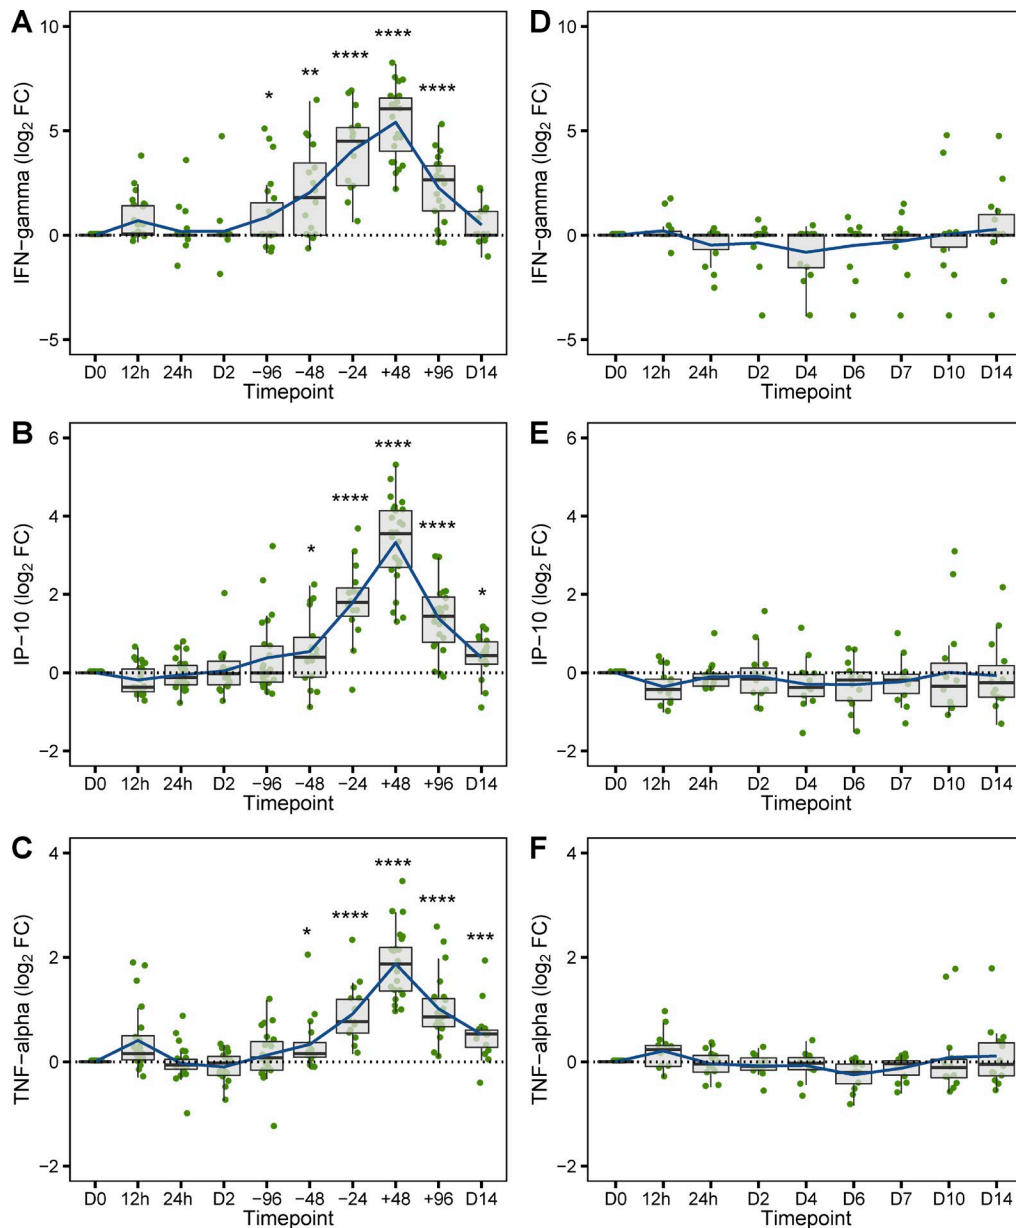 A
IFN-gamma (log2 FC)
10
5
0
−5
* ** **** **** ****
D0 12h 24h D2 −96 −48 −24 +48 +96 D14
Timepoint
D
IFN-gamma (log2 FC)
10
5
0
−5
D0 12h 24h D2 D4 D6 D7 D10 D14
Timepoint
B
IP−10 (log2 FC)
6
4
2
0
−2
* **** **** **** *
D0 12h 24h D2 −96 −48 −24 +48 +96 D14
Timepoint
E
IP−10 (log2 FC)
6
4
2
0
−2
D0 12h 24h D2 D4 D6 D7 D10 D14
Timepoint
C
TNF−alpha (log2 FC)
4
2
0
−2
* **** **** **** ***
D0 12h 24h D2 −96 −48 −24 +48 +96 D14
Timepoint
F
TNF−alpha (log2 FC)
4
2
0
−2
D0 12h 24h D2 D4 D6 D7 D10 D14
Timepoint